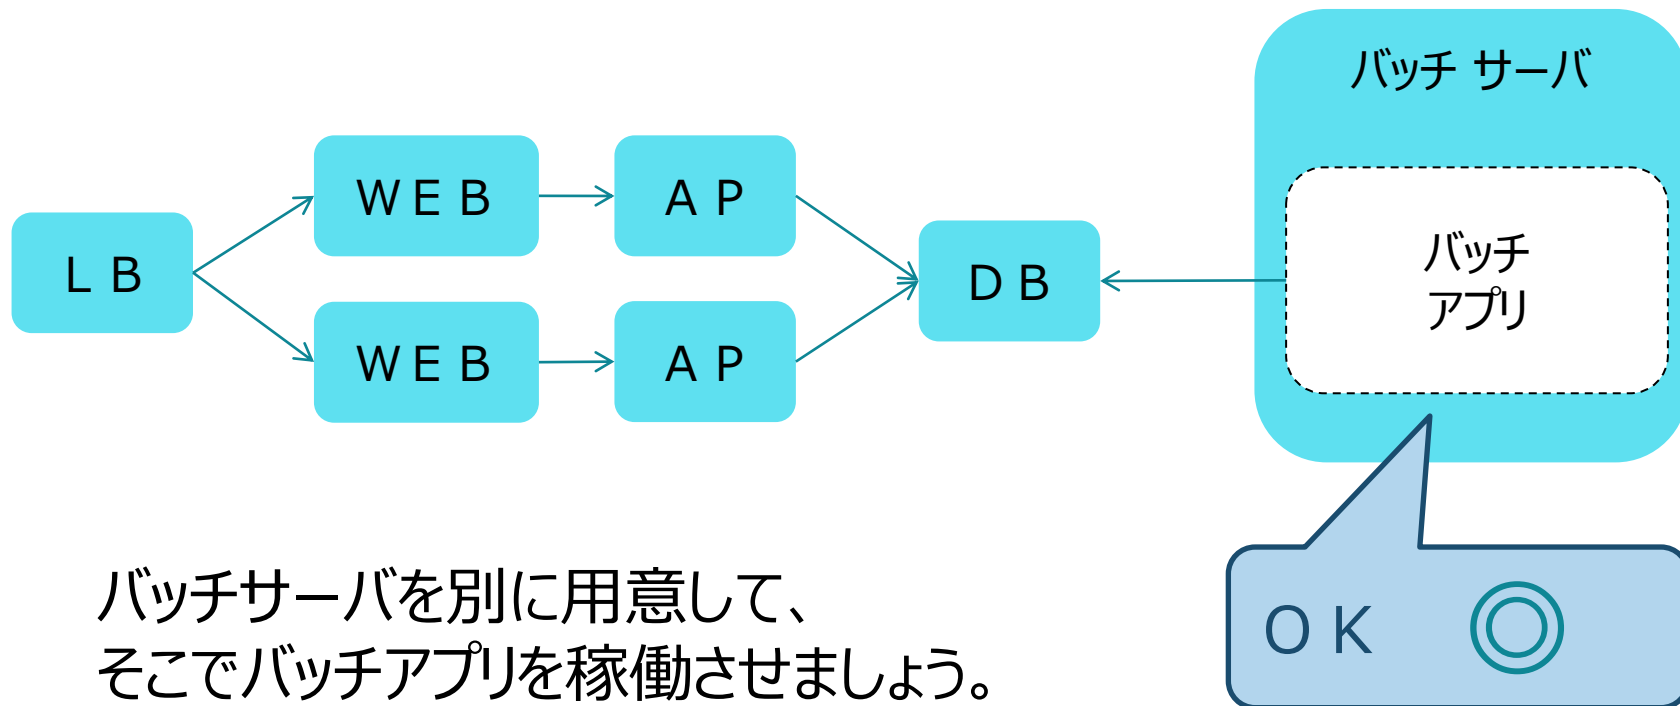 バッチ サーバ
ＷＥＢ
ＡＰ
ＬＢ
ＤＢ
バッチ
アプリ
ＷＥＢ
ＡＰ
バッチサーバを別に用意して、
そこでバッチアプリを稼働させましょう。
ＯＫ ◎